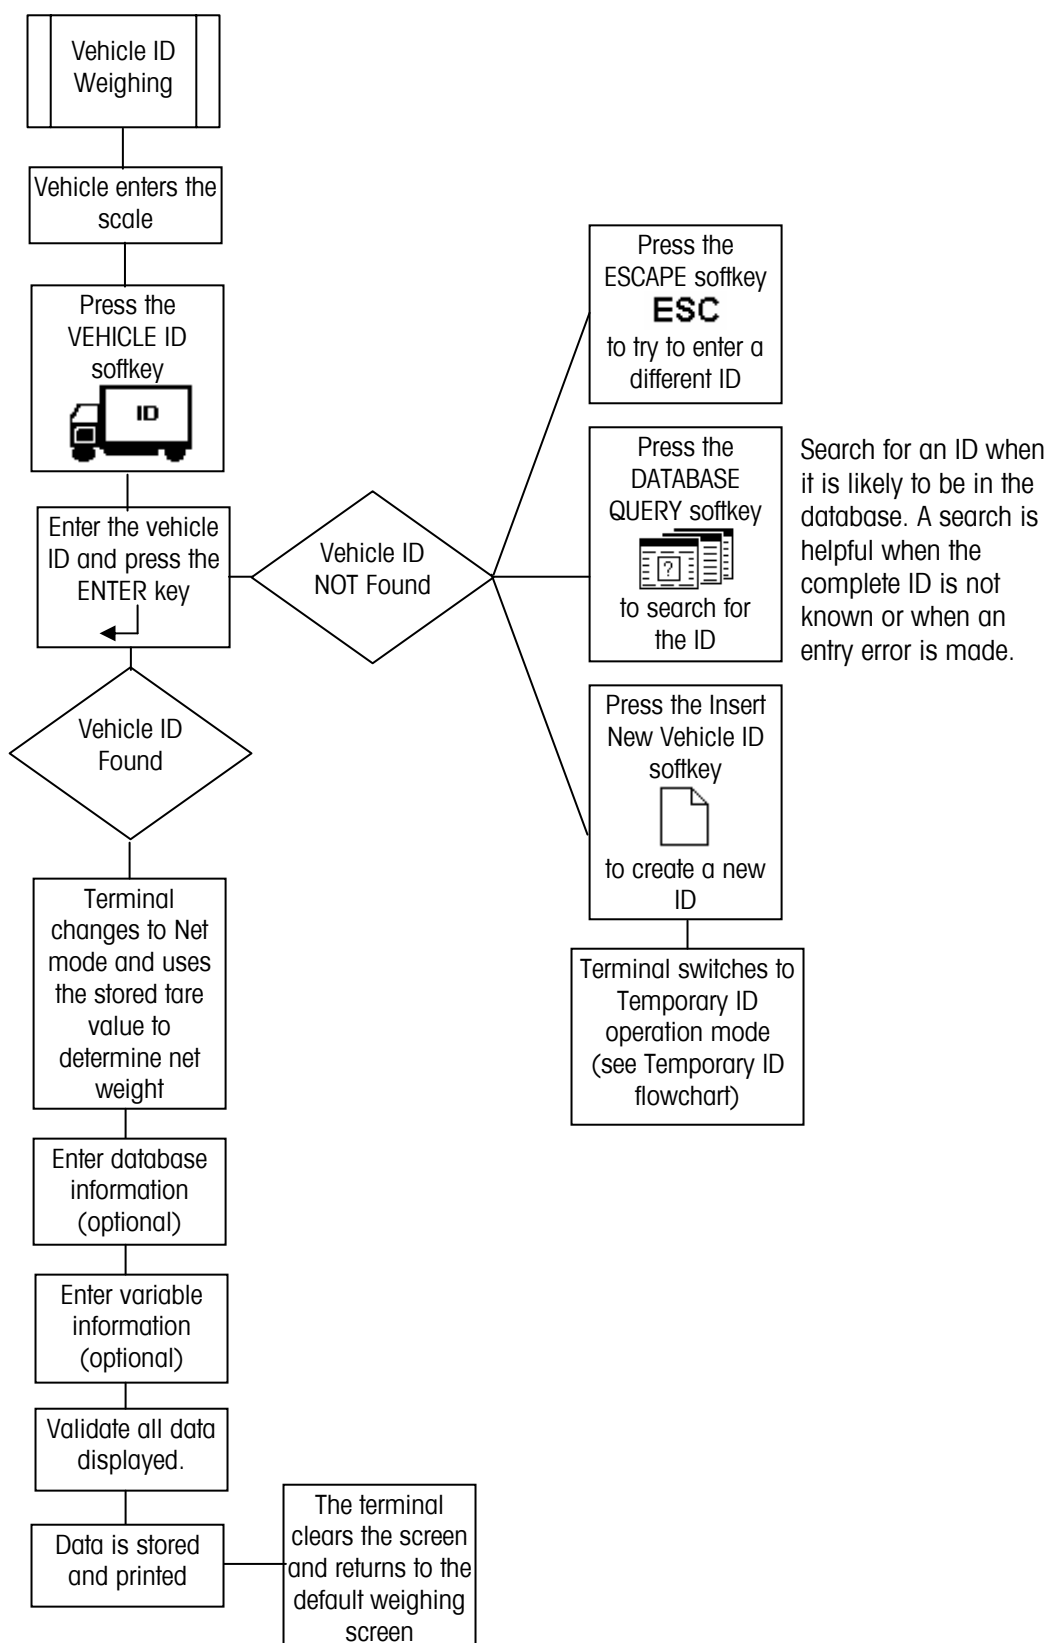 Vehicle ID
Weighing
Vehicle enters the
scale
Press the
VEHICLE ID
softkey
ID
Enter the vehicle
ID and press the
ENTER key
Vehicle ID
NOT Found
Press the
ESCAPE softkey
ESC
to try to enter a
different ID
Press the
DATABASE
QUERY softkey
?
to search for
the ID
Search for an ID when
it is likely to be in the
database. A search is
helpful when the
complete ID is not
known or when an
entry error is made.
Press the Insert
New Vehicle ID
softkey
to create a new
ID
Terminal switches to
Temporary ID
operation mode
(see Temporary ID
flowchart)
Vehicle ID
Found
Terminal
changes to Net
mode and uses
the stored tare
value to
determine net
weight
Enter database
information
(optional)
Enter variable
information
(optional)
Validate all data
displayed.
Data is stored
and printed
The terminal
clears the screen
and returns to the
default weighing
screen